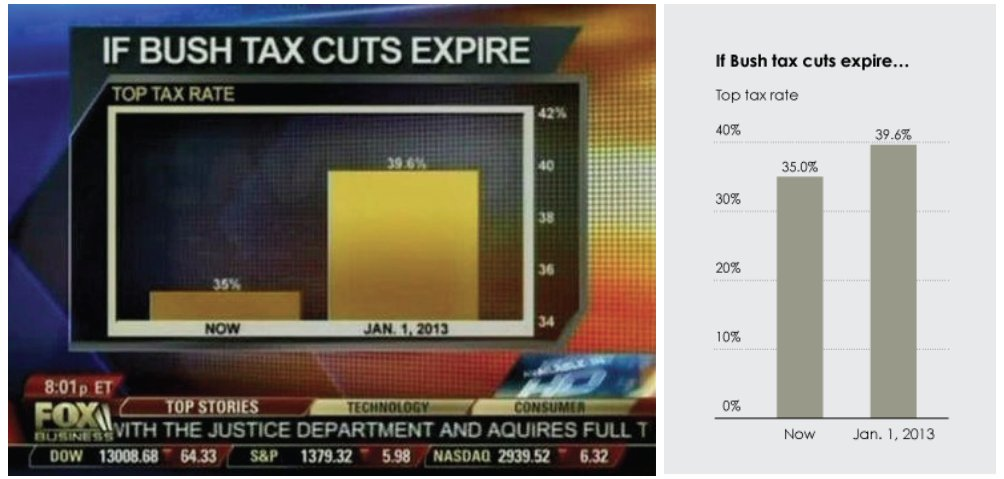 IF BUSH TAX CUTS EXPIRE
TOP TAX RATE
42%
40
38
36
34
39.6%
35%
NOW
JAN. 1, 2013
8:01p ET
HD
TOP STORIES
TECHNOLOGY
CONSUMER
FOX
BUSINESS
WITH THE JUSTICE DEPARTMENT AND AQUIRES FULL T
DOW 13008.68 64.33 S&P 1379.32 5.98 NASDAQ 2939.52 6.32
If Bush tax cuts expire...
Top tax rate
40%
30%
20%
10%
0%
35.0%
39.6%
Now
Jan. 1, 2013